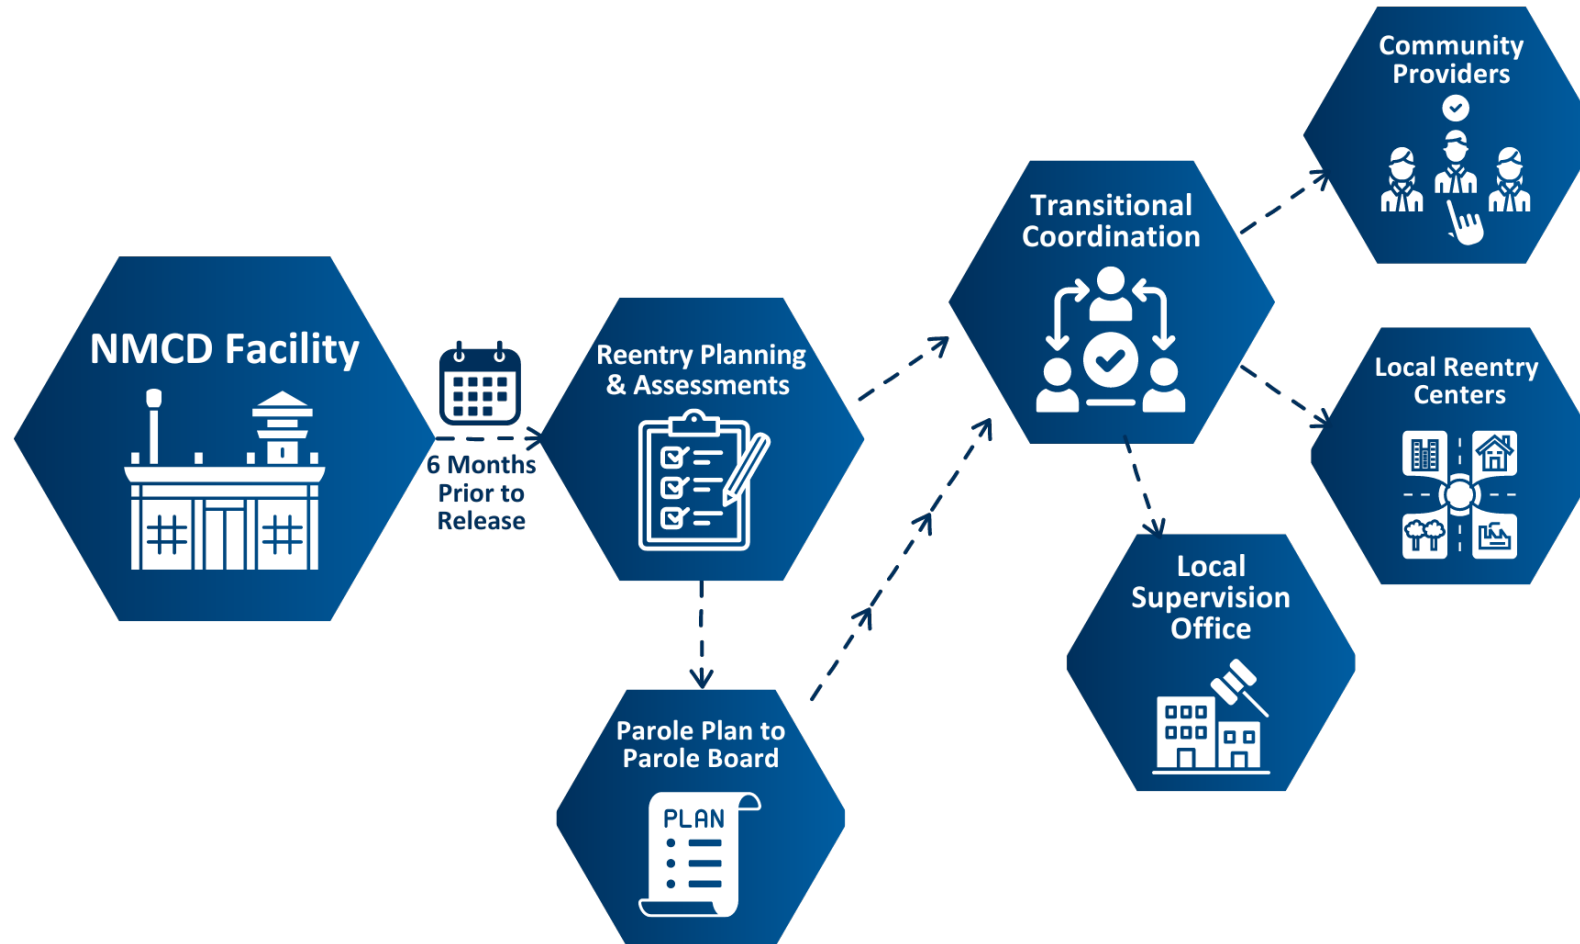 NMCD Facility
6 Months
Prior to
Release
Reentry Planning
& Assessments
Parole Plan to
Parole Board
PLAN
Transitional
Coordination
Community
Providers
Local Reentry
Centers
Local
Supervision
Office